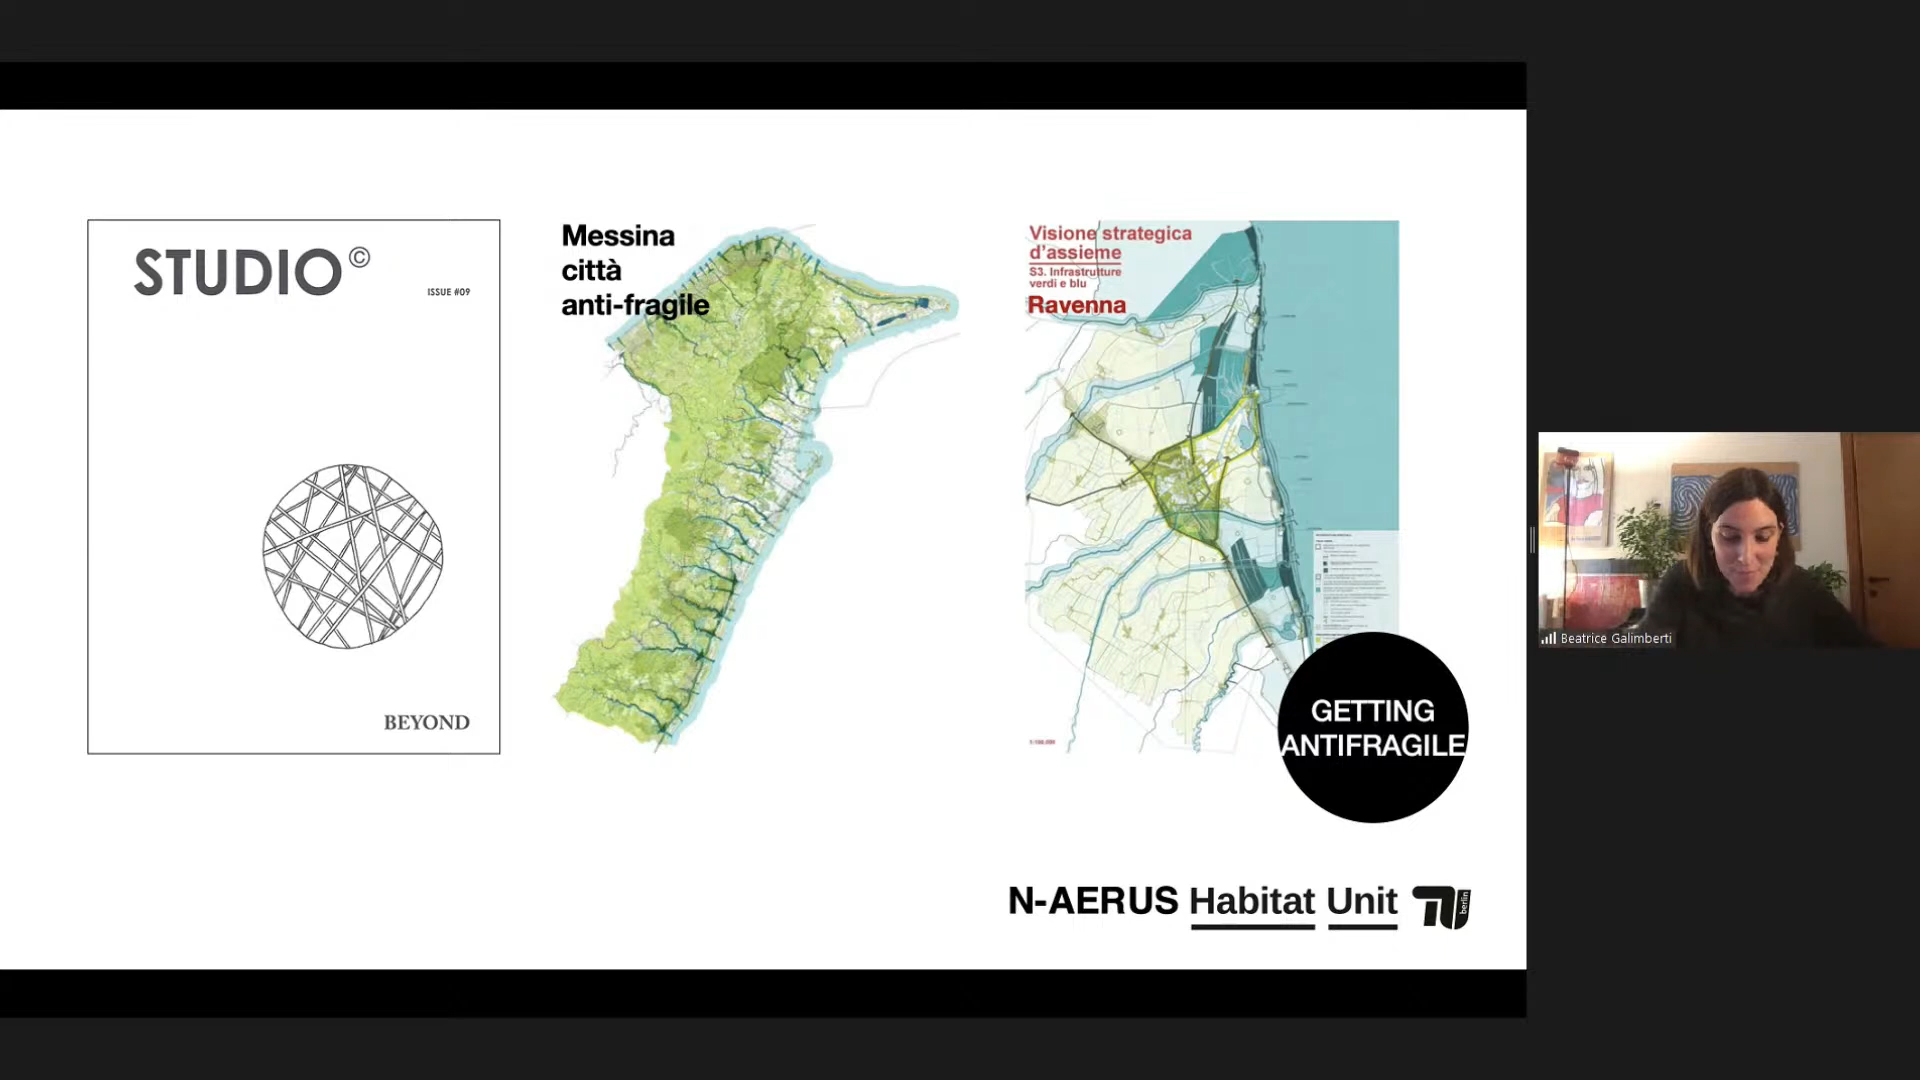 STUDIO©
ISSUE #09
BEYOND
Messina
città
anti-fragile
Visione strategica
d'assieme
S3. Infrastrutture
verdi e blu
Ravenna
GETTING
ANTIFRAGILE
N-AERUS Habitat Unit
berlin
Beatrice Galimberti